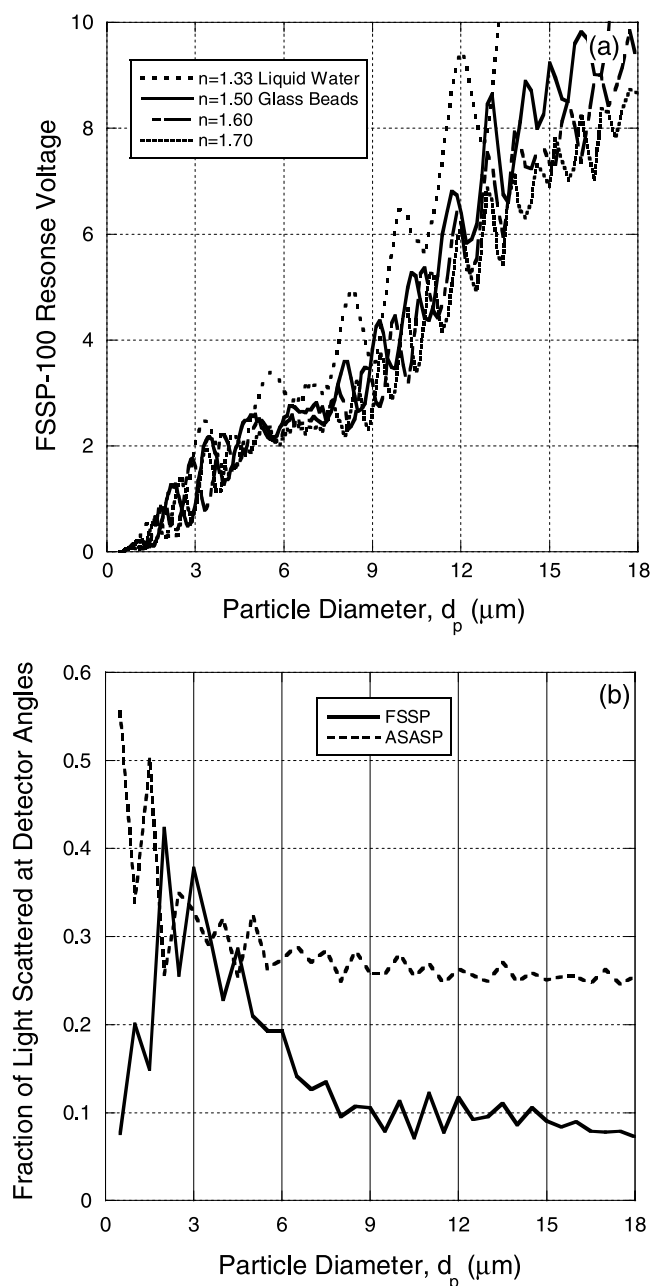 (a)
n=1.33 Liquid Water
n=1.50 Glass Beads
n=1.60
n=1.70
FSSP-100 Resonse Voltage
10
8
6
4
2
0
0 3 6 9 12 15 18
Particle Diameter, dp (μm)
(b)
FSSP
ASASP
Fraction of Light Scattered at Detector Angles
0.6
0.5
0.4
0.3
0.2
0.1
0
0 3 6 9 12 15 18
Particle Diameter, dp (μm)